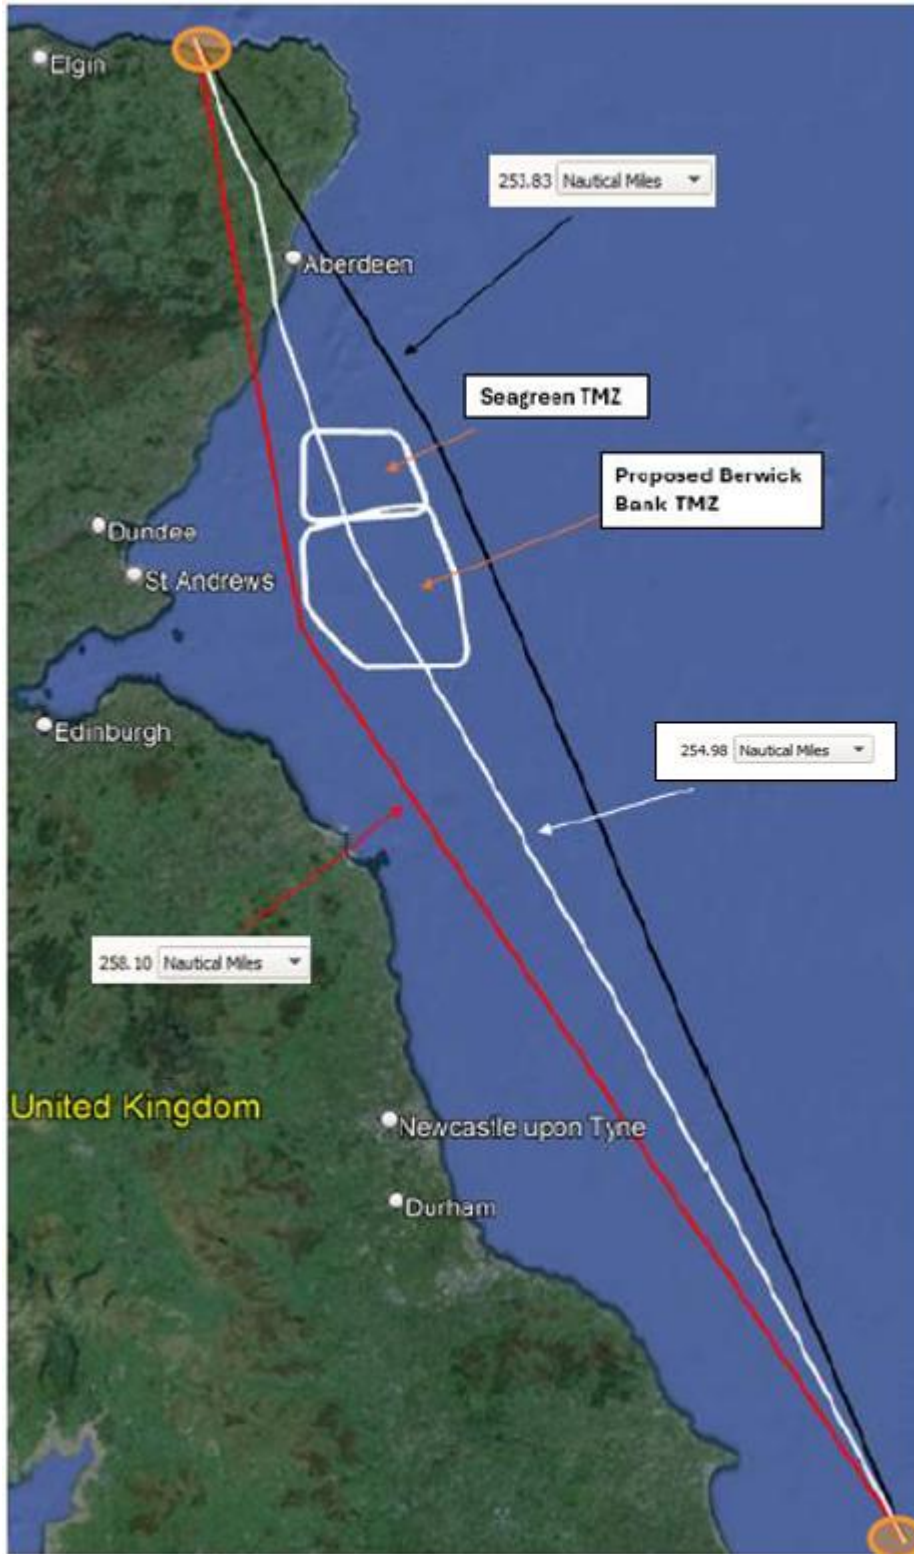 Elgin
253.83 Nautical Miles
Aberdeen
Seagreen TMZ
Proposed Berwick
Bank TMZ
Dundee
St Andrews
Edinburgh
254.98 Nautical Miles
258.10 Nautical Miles
United Kingdom
Newcastle upon Tyne
Durham